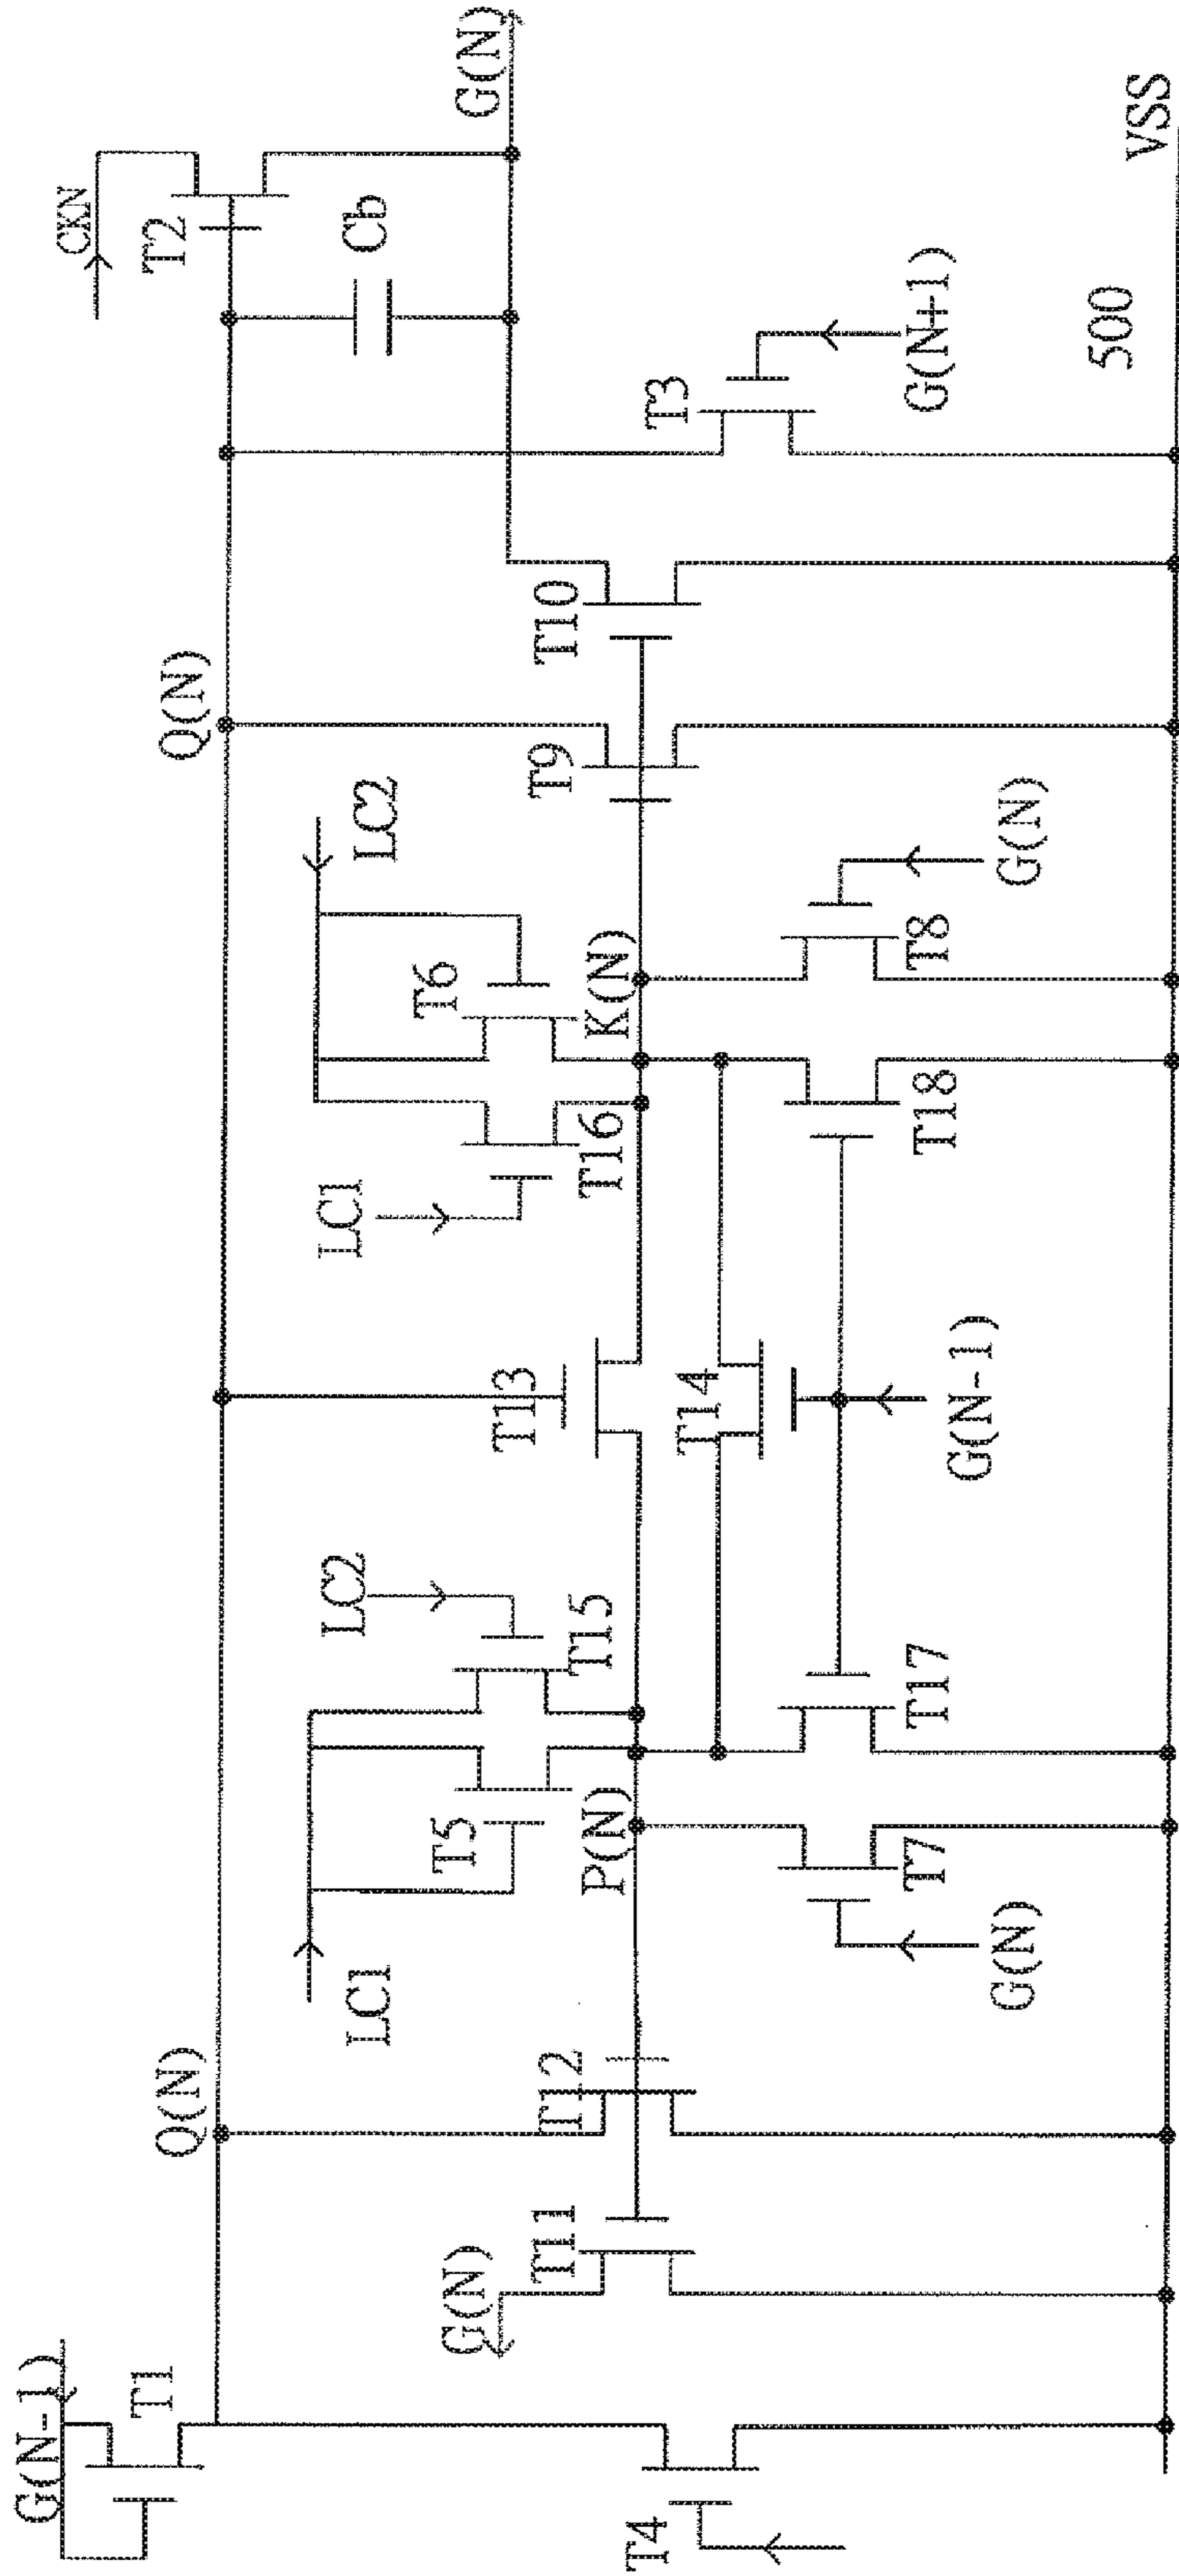 G(N-1)
T1
T4
Q(N)
G(N)
T11
T12
LC1
T5
P(N)
T7
G(N)
LC2
T15
T17
T13
T14
G(N-1)
LC1
T16
T6
K(N)
LC2
T18
T8
G(N)
Q(N)
T9
T10
T3
G(N+1)
CKN
T2
Cb
G(N)
500
VSS